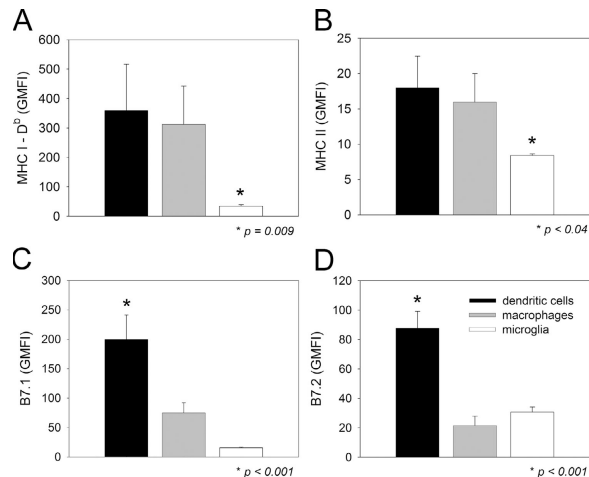 A
MHC I - Dᵇ (GMFI)
600
500
400
300
200
100
0
*
* p = 0.009
B
MHC II (GMFI)
25
20
15
10
5
0
*
* p < 0.04
C
B7.1 (GMFI)
300
250
200
150
100
50
0
*
* p < 0.001
D
B7.2 (GMFI)
120
100
80
60
40
20
0
*
dendritic cells
macrophages
microglia
* p < 0.001